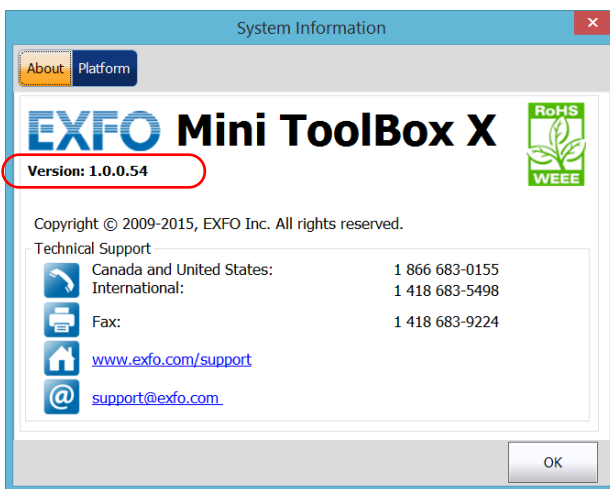 System Information
×
About Platform
EXFO Mini ToolBox X
RoHS
WEEE
Version: 1.0.0.54
Copyright © 2009-2015, EXFO Inc. All rights reserved.
Technical Support
Canada and United States: 1 866 683-0155
International: 1 418 683-5498
Fax: 1 418 683-9224
www.exfo.com/support
@ support@exfo.com
OK